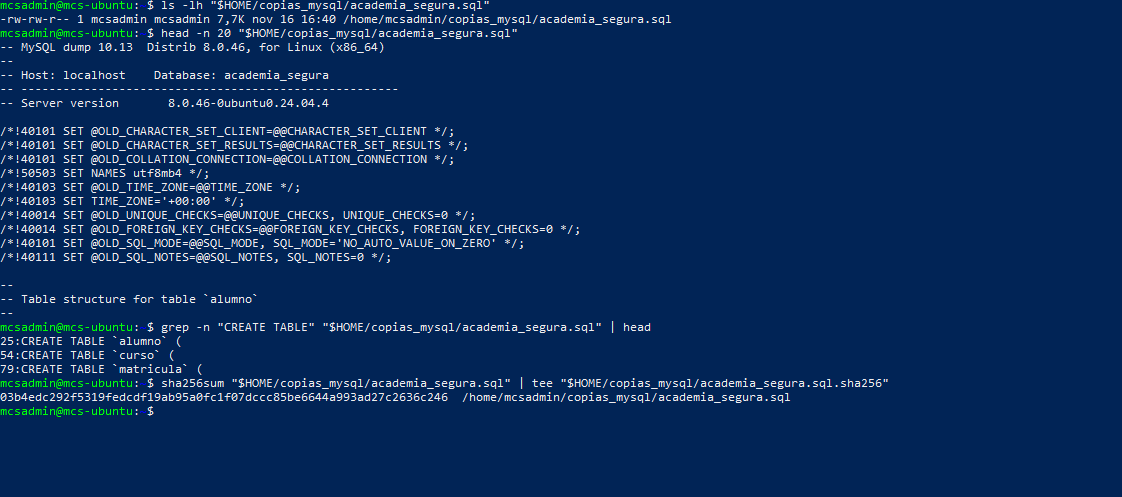 mcsadmin@mcs-ubuntu: $ ls -lh "$HOME/copias_mysql/academia_segura.sql"
-rw-rw-r-- 1 mcsadmin mcsadmin 7,7K nov 16 16:40 /home/mcsadmin/copias_mysql/academia_segura.sql
mcsadmin@mcs-ubuntu: $ head -n 20 "$HOME/copias_mysql/academia_segura.sql"
-- MySQL dump 10.13  Distrib 8.0.46, for Linux (x86_64)
--
-- Host: localhost    Database: academia_segura
-- ------------------------------------------------------
-- Server version       8.0.46-0ubuntu0.24.04.4

/*!40101 SET @OLD_CHARACTER_SET_CLIENT=@@CHARACTER_SET_CLIENT */;
/*!40101 SET @OLD_CHARACTER_SET_RESULTS=@@CHARACTER_SET_RESULTS */;
/*!40101 SET @OLD_COLLATION_CONNECTION=@@COLLATION_CONNECTION */;
/*!50503 SET NAMES utf8mb4 */;
/*!40103 SET @OLD_TIME_ZONE=@@TIME_ZONE */;
/*!40103 SET TIME_ZONE='+00:00' */;
/*!40014 SET @OLD_UNIQUE_CHECKS=@@UNIQUE_CHECKS, UNIQUE_CHECKS=0 */;
/*!40014 SET @OLD_FOREIGN_KEY_CHECKS=@@FOREIGN_KEY_CHECKS, FOREIGN_KEY_CHECKS=0 */;
/*!40101 SET @OLD_SQL_MODE=@@SQL_MODE, SQL_MODE='NO_AUTO_VALUE_ON_ZERO' */;
/*!40111 SET @OLD_SQL_NOTES=@@SQL_NOTES, SQL_NOTES=0 */;

--
-- Table structure for table `alumno`
--
mcsadmin@mcs-ubuntu: $ grep -n "CREATE TABLE" "$HOME/copias_mysql/academia_segura.sql" | head
25:CREATE TABLE `alumno` (
54:CREATE TABLE `curso` (
79:CREATE TABLE `matricula` (
mcsadmin@mcs-ubuntu: $ sha256sum "$HOME/copias_mysql/academia_segura.sql" | tee "$HOME/copias_mysql/academia_segura.sql.sha256"
03b4edc292f5319fedcdf19ab95a0fc1f07dccc85be6644a993ad27c2636c246  /home/mcsadmin/copias_mysql/academia_segura.sql
mcsadmin@mcs-ubuntu: $